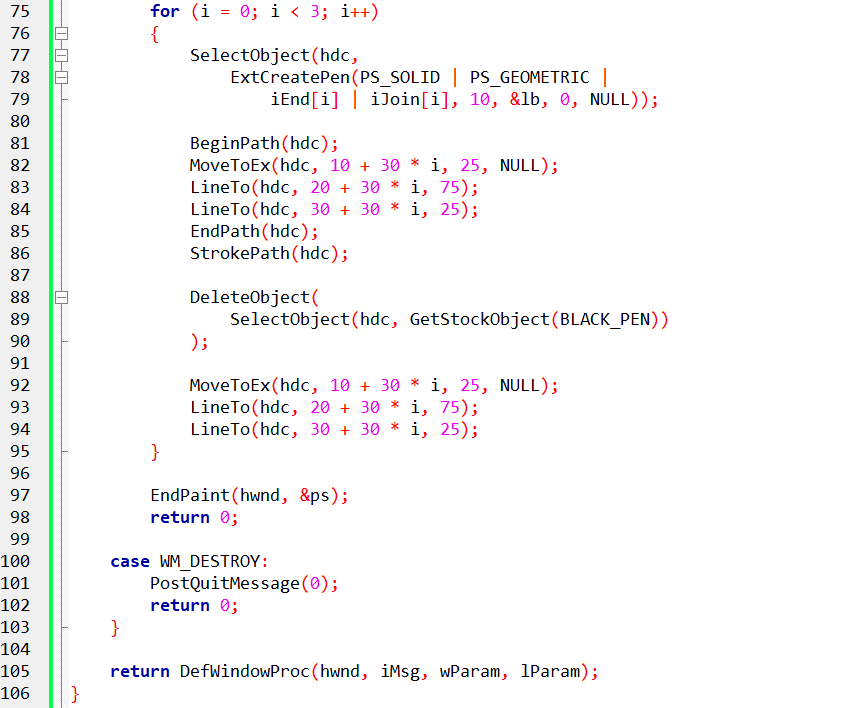 75         for (i = 0; i < 3; i++)
76         {
77             SelectObject(hdc,
78                 ExtCreatePen(PS_SOLID | PS_GEOMETRIC |
79                     iEnd[i] | iJoin[i], 10, &lb, 0, NULL));
80
81             BeginPath(hdc);
82             MoveToEx(hdc, 10 + 30 * i, 25, NULL);
83             LineTo(hdc, 20 + 30 * i, 75);
84             LineTo(hdc, 30 + 30 * i, 25);
85             EndPath(hdc);
86             StrokePath(hdc);
87
88             DeleteObject(
89                 SelectObject(hdc, GetStockObject(BLACK_PEN))
90             );
91
92             MoveToEx(hdc, 10 + 30 * i, 25, NULL);
93             LineTo(hdc, 20 + 30 * i, 75);
94             LineTo(hdc, 30 + 30 * i, 25);
95         }
96
97         EndPaint(hwnd, &ps);
98         return 0;
99
100     case WM_DESTROY:
101         PostQuitMessage(0);
102         return 0;
103     }
104
105     return DefWindowProc(hwnd, iMsg, wParam, lParam);
106 }